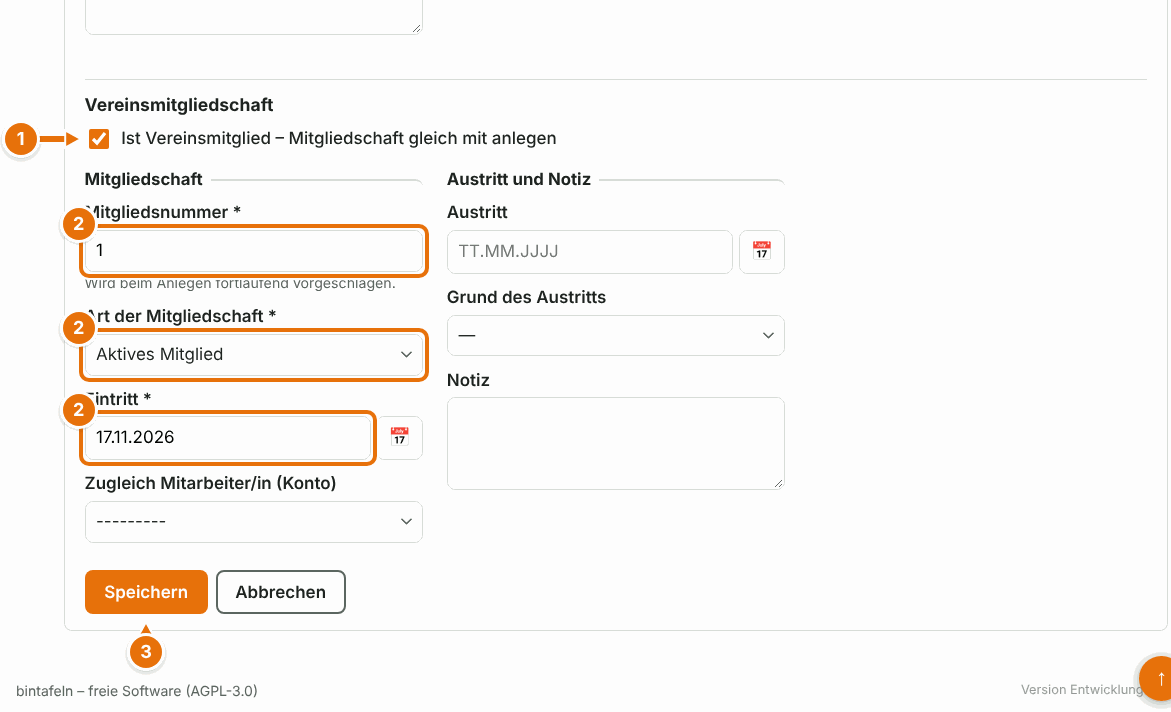 Vereinsmitgliedschaft
1
Ist Vereinsmitglied – Mitgliedschaft gleich mit anlegen
Mitgliedschaft
2
Mitgliedsnummer *
1
Wird beim Anlegen fortlaufend vorgeschlagen.
2
Art der Mitgliedschaft *
Aktives Mitglied
2
Eintritt *
17.11.2026
Zugleich Mitarbeiter/in (Konto)
---------
Austritt und Notiz
Austritt
TT.MM.JJJJ
Grund des Austritts
—
Notiz
Speichern
Abbrechen
3
bintafeln – freie Software (AGPL-3.0)
Version Entwicklung
↑